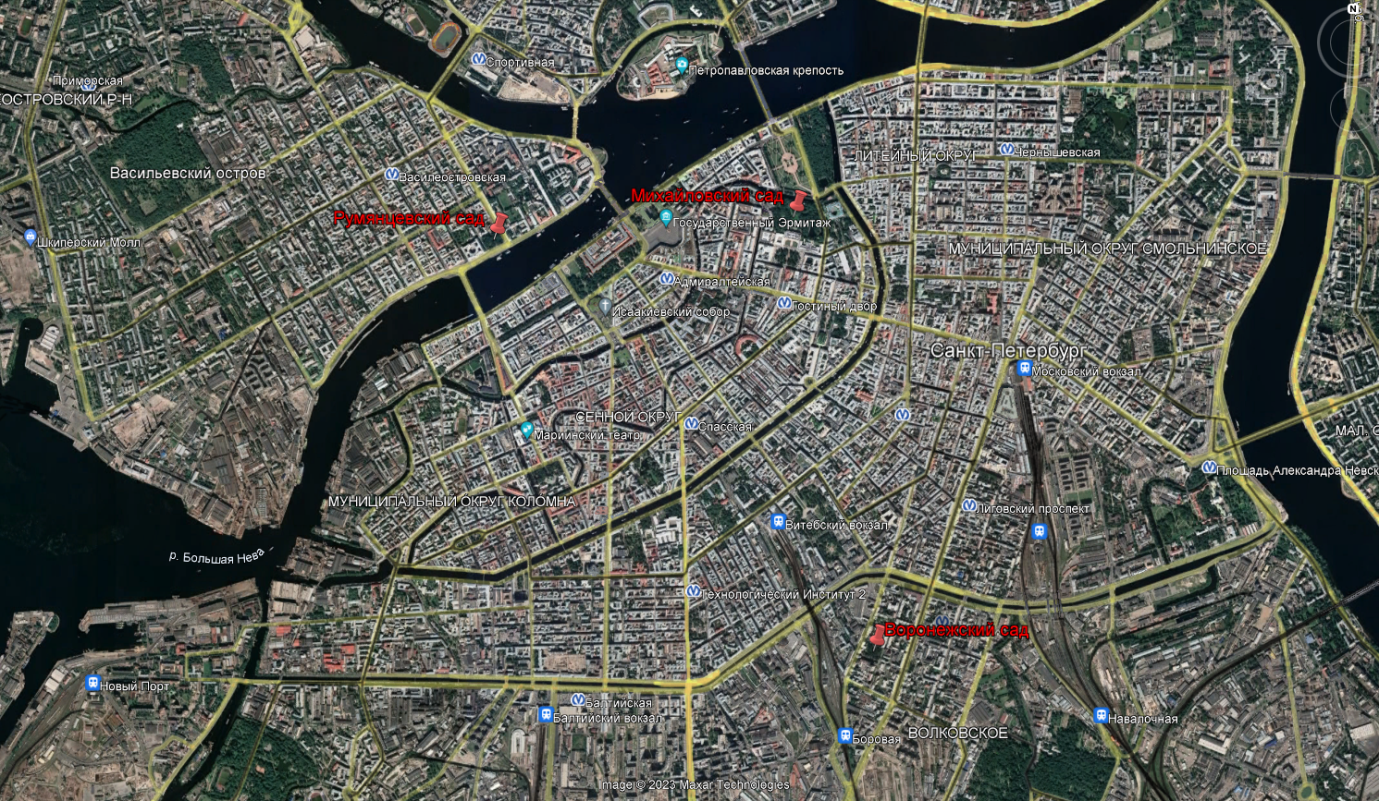 N
Спортивная
Петропавловская крепость
Приморская
ОСТРОВСКИЙ Р-Н
ЛИТЕЙНЫЙ ОКРУГ
Чернышевская
Васильевский остров
Василеостровская
Михайловский сад
Румянцевский сад
Государственный Эрмитаж
Шкиперский Молл
МУНИЦИПАЛЬНЫЙ ОКРУГ СМОЛЬНИНСКОЕ
Адмиралтейская
Гостиный двор
Исаакиевский собор
Санкт-Петербург
Московский вокзал
СЕННОЙ ОКРУГ
Спасская
Мариинский театр
МАЛ. О
Площадь Александра Невск
МУНИЦИПАЛЬНЫЙ ОКРУГ КОЛОМНА
Лиговский проспект
Витебский вокзал
р. Большая Нева
Технологический Институт 2
Воронежский сад
Новый Порт
Балтийская
Балтийский вокзал
Навалочная
Боровая
ВОЛКОВСКОЕ
Image © 2023 Maxar Technologies